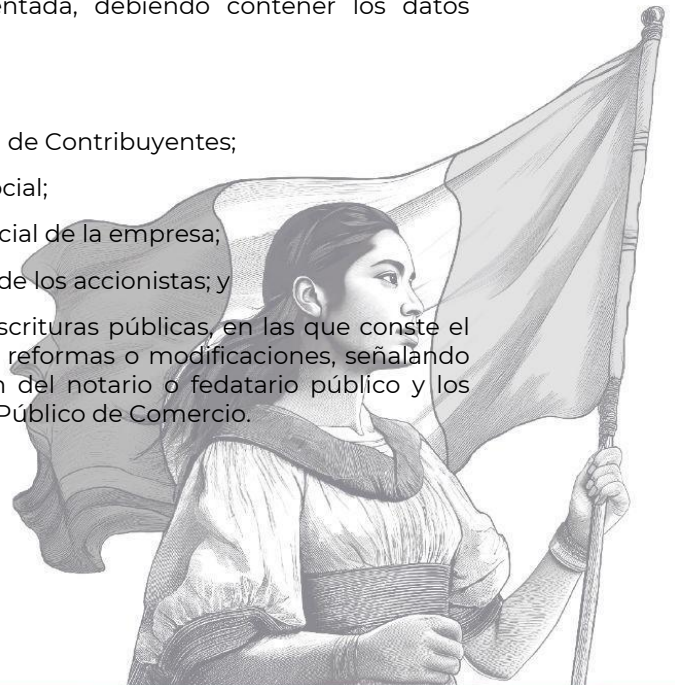 entada, debiendo contener los datos
de Contribuyentes;
ocial;
cial de la empresa;
de los accionistas; y
scrituras públicas, en las que conste el
reformas o modificaciones, señalando
n del notario o fedatario público y los
Público de Comercio.